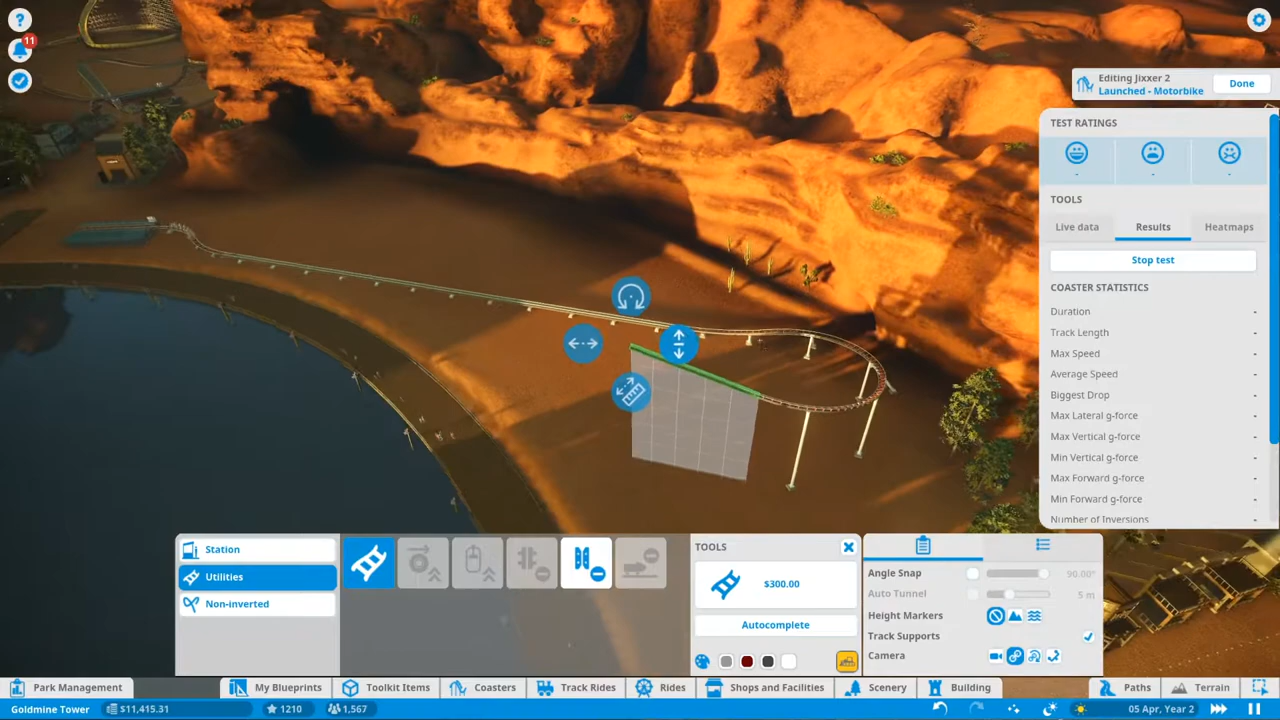 ?
11
Editing Jixxer 2
Launched - Motorbike
Done
TEST RATINGS
- - -
TOOLS
Live data
Results
Heatmaps
Stop test
COASTER STATISTICS
Duration -
Track Length -
Max Speed -
Average Speed -
Biggest Drop -
Max Lateral g-force -
Max Vertical g-force -
Min Vertical g-force -
Max Forward g-force -
Min Forward g-force -
Number of Inversions -
Station
Utilities
Non-inverted
TOOLS
$300.00
Autocomplete
Angle Snap 90.00°
Auto Tunnel 5 m
Height Markers
Track Supports
Camera
Park Management
My Blueprints
Toolkit Items
Coasters
Track Rides
Rides
Shops and Facilities
Scenery
Building
Paths
Terrain
Goldmine Tower
$11,415.31
1210
1,567
05 Apr, Year 2